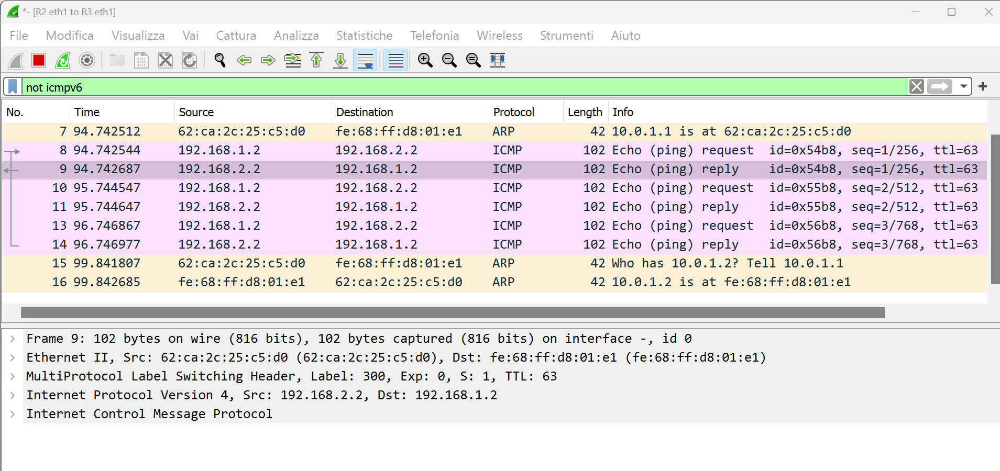 *- [R2 eth1 to R3 eth1]
File Modifica Visualizza Vai Cattura Analizza Statistiche Telefonia Wireless Strumenti Aiuto
not icmpv6
No. Time Source Destination Protocol Length Info
7 94.742512 62:ca:2c:25:c5:d0 fe:68:ff:d8:01:e1 ARP 42 10.0.1.1 is at 62:ca:2c:25:c5:d0
8 94.742544 192.168.1.2 192.168.2.2 ICMP 102 Echo (ping) request id=0x54b8, seq=1/256, ttl=63
9 94.742687 192.168.2.2 192.168.1.2 ICMP 102 Echo (ping) reply id=0x54b8, seq=1/256, ttl=63
10 95.744547 192.168.1.2 192.168.2.2 ICMP 102 Echo (ping) request id=0x55b8, seq=2/512, ttl=63
11 95.744647 192.168.2.2 192.168.1.2 ICMP 102 Echo (ping) reply id=0x55b8, seq=2/512, ttl=63
13 96.746867 192.168.1.2 192.168.2.2 ICMP 102 Echo (ping) request id=0x56b8, seq=3/768, ttl=63
14 96.746977 192.168.2.2 192.168.1.2 ICMP 102 Echo (ping) reply id=0x56b8, seq=3/768, ttl=63
15 99.841807 62:ca:2c:25:c5:d0 fe:68:ff:d8:01:e1 ARP 42 Who has 10.0.1.2? Tell 10.0.1.1
16 99.842685 fe:68:ff:d8:01:e1 62:ca:2c:25:c5:d0 ARP 42 10.0.1.2 is at fe:68:ff:d8:01:e1
Frame 9: 102 bytes on wire (816 bits), 102 bytes captured (816 bits) on interface -, id 0
Ethernet II, Src: 62:ca:2c:25:c5:d0 (62:ca:2c:25:c5:d0), Dst: fe:68:ff:d8:01:e1 (fe:68:ff:d8:01:e1)
MultiProtocol Label Switching Header, Label: 300, Exp: 0, S: 1, TTL: 63
Internet Protocol Version 4, Src: 192.168.2.2, Dst: 192.168.1.2
Internet Control Message Protocol